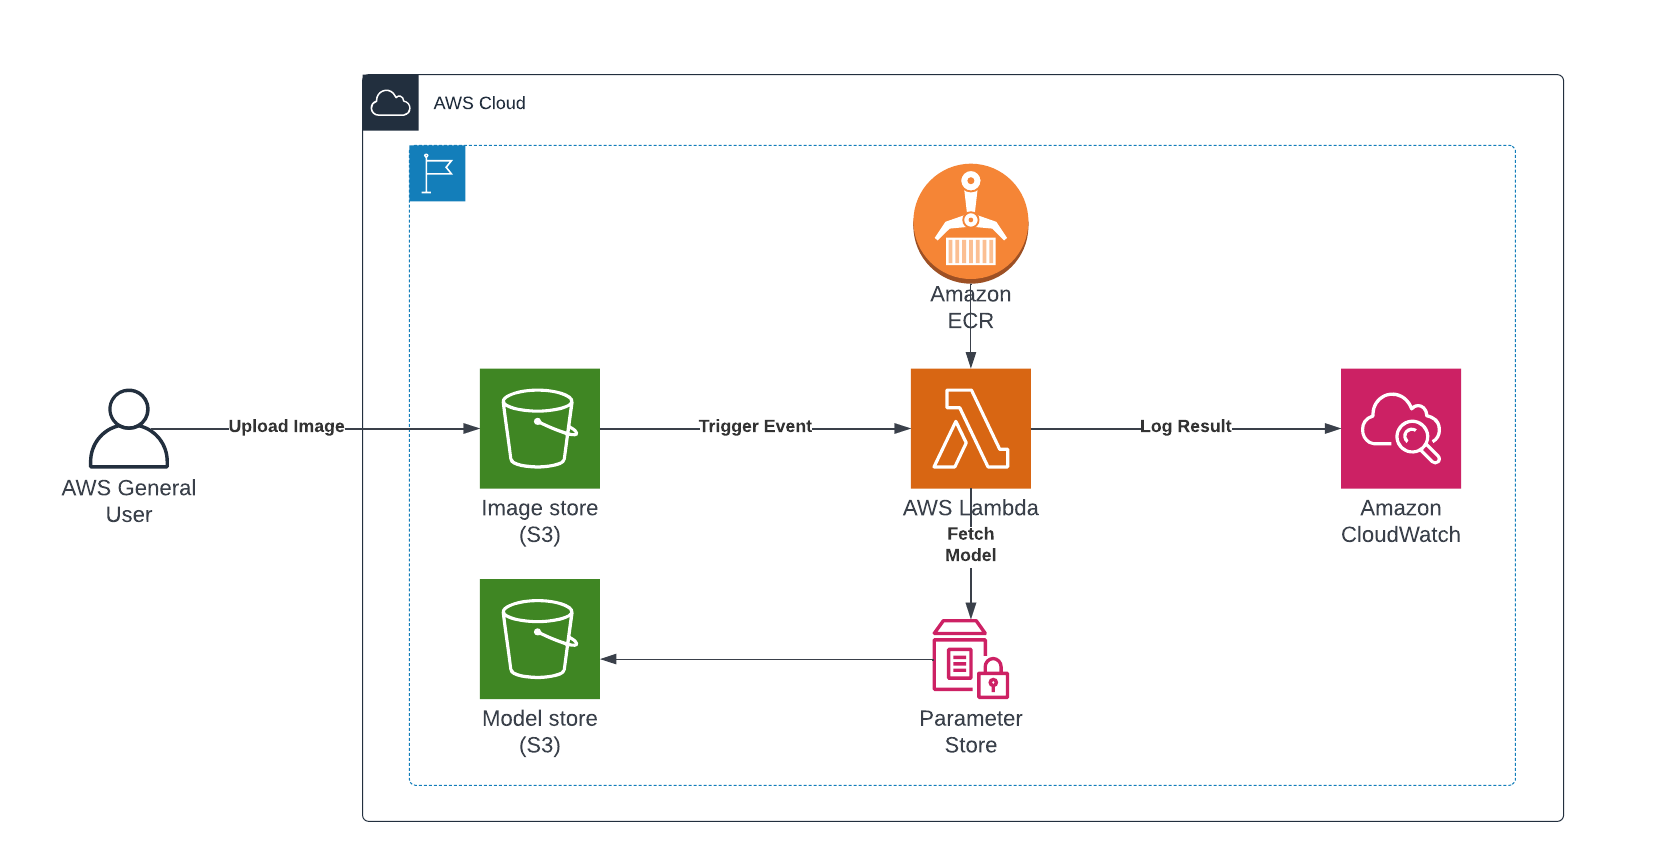 AWS Cloud
Amazon
ECR
Upload Image
Trigger Event
Log Result
AWS General
User
Image store
(S3)
AWS Lambda
Fetch
Model
Amazon
CloudWatch
Model store
(S3)
Parameter
Store